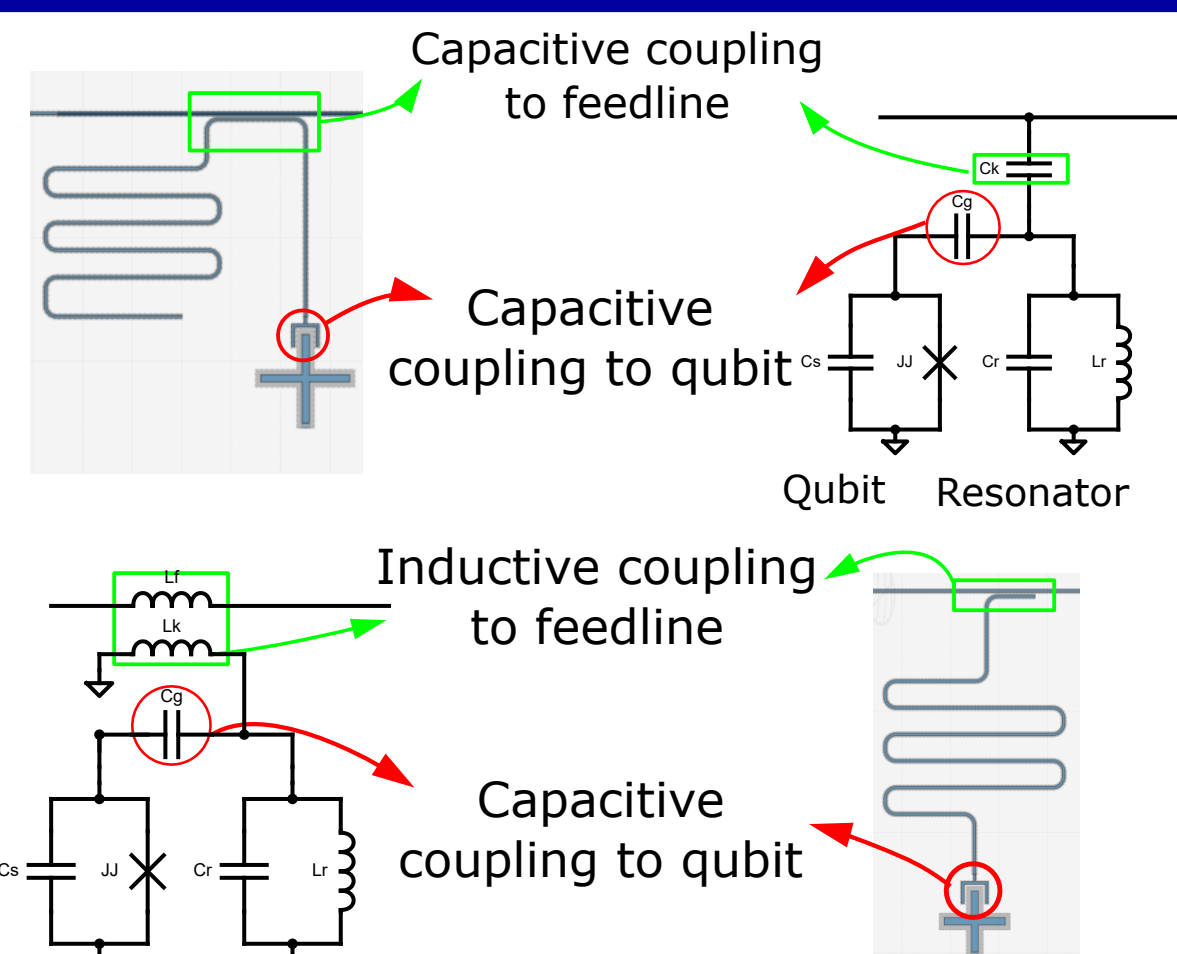 Capacitive coupling
to feedline
Ck
Cg
Capacitive
coupling to qubit
Cs
JJ
Cr
Lr
Qubit
Resonator
Inductive coupling
to feedline
Lf
Lk
Cg
Capacitive
coupling to qubit
Cs
JJ
Cr
Lr